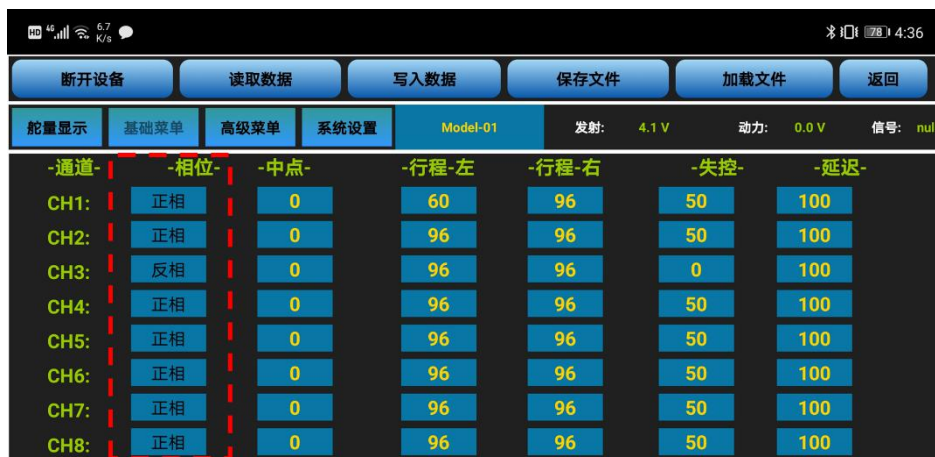 HD 4G 6.7 K/s 78 4:36
断开设备 读取数据 写入数据 保存文件 加载文件 返回
舵量显示 基础菜单 高级菜单 系统设置 Model-01 发射: 4.1 V 动力: 0.0 V 信号: nul
-通道- -相位- -中点- -行程-左 -行程-右 -失控- -延迟-
CH1: 正相 0 60 96 50 100
CH2: 正相 0 96 96 50 100
CH3: 反相 0 96 96 0 100
CH4: 正相 0 96 96 50 100
CH5: 正相 0 96 96 50 100
CH6: 正相 0 96 96 50 100
CH7: 正相 0 96 96 50 100
CH8: 正相 0 96 96 50 100